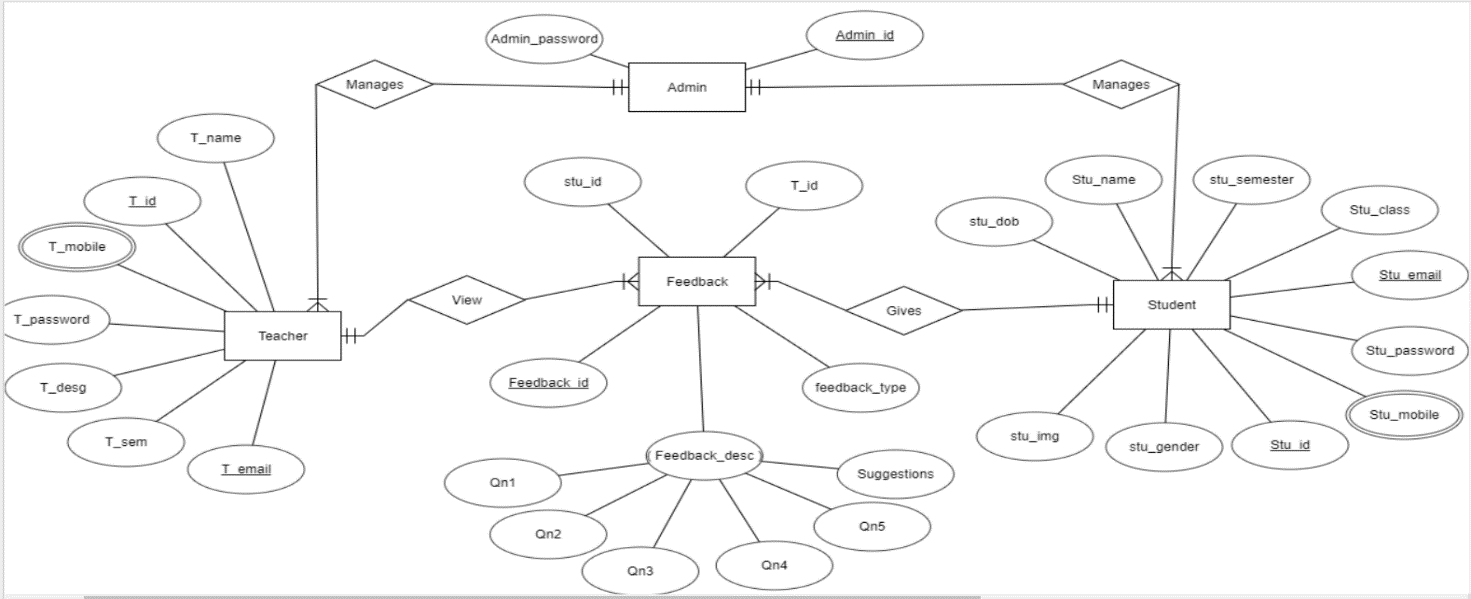 Admin_password
Admin_id
Manages
Admin
Manages
T_name
stu_id
T_id
Stu_name
stu_semester
T_id
stu_dob
Stu_class
T_mobile
Stu_email
T_password
Teacher
View
Feedback
Gives
Student
Stu_password
T_desg
Feedback_id
feedback_type
Stu_mobile
T_sem
stu_img
stu_gender
Stu_id
T_email
Feedback_desc
Qn1
Suggestions
Qn2
Qn5
Qn3
Qn4